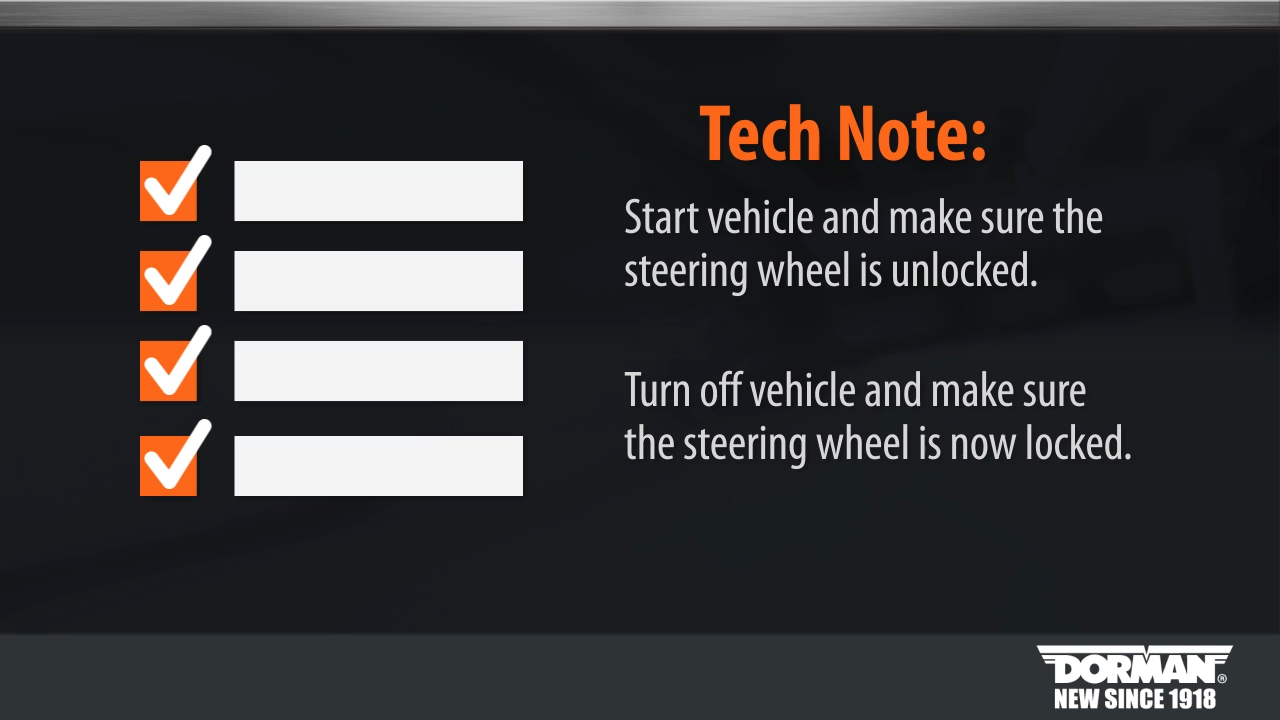 Tech Note:
Start vehicle and make sure the
steering wheel is unlocked.
Turn off vehicle and make sure
the steering wheel is now locked.
DORMAN®
NEW SINCE 1918